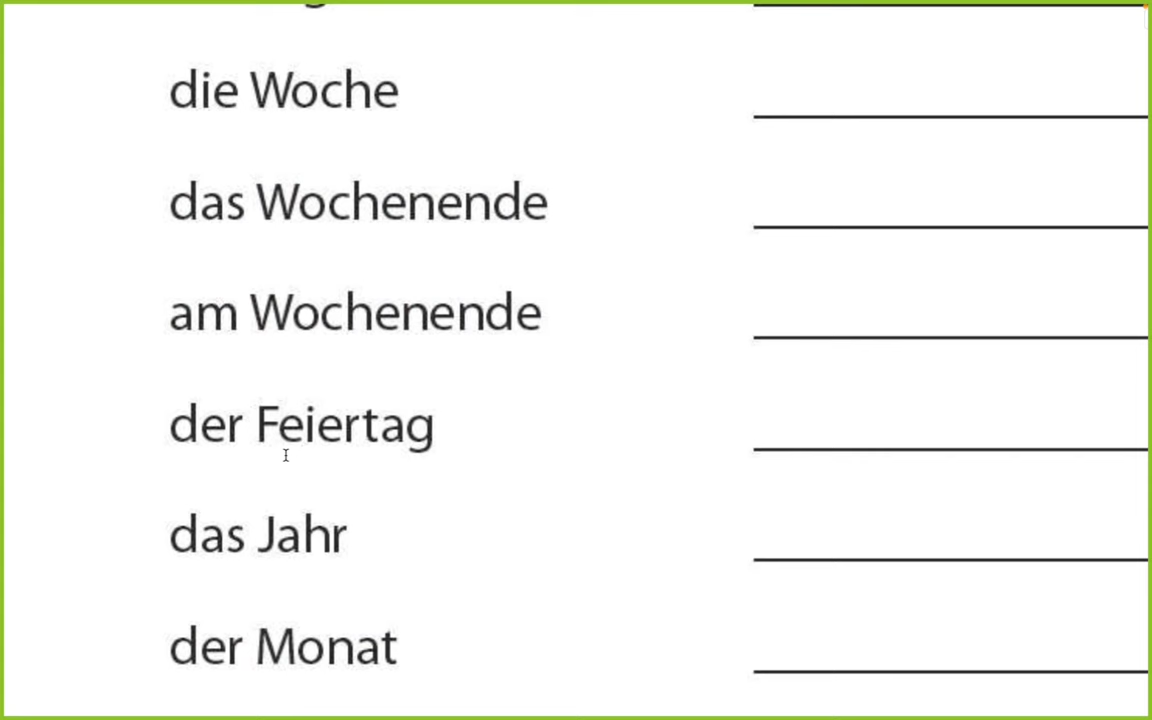 die Woche
das Wochenende
am Wochenende
der Feiertag
das Jahr
der Monat